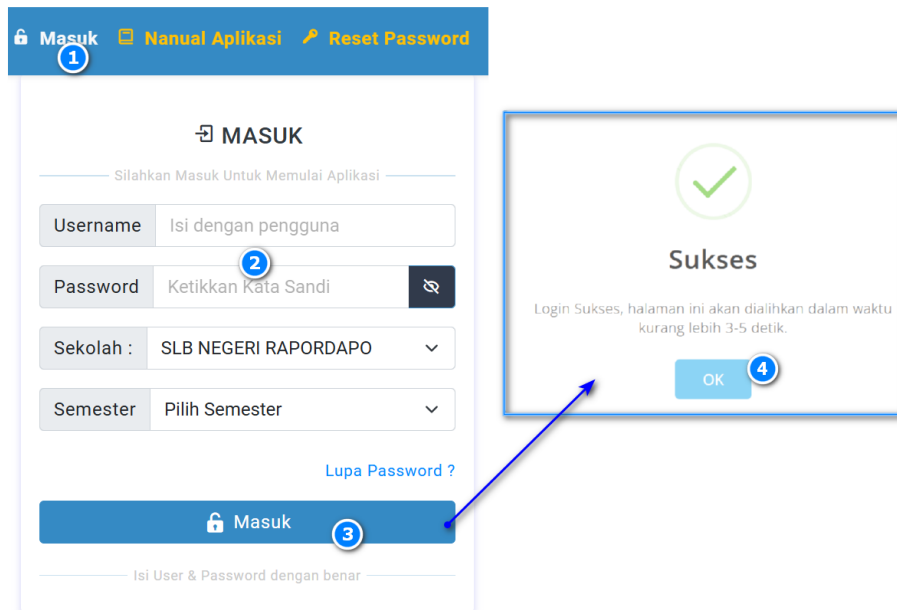 Masuk Nanual Aplikasi Reset Password
1
MASUK
Silahkan Masuk Untuk Memulai Aplikasi
Username Isi dengan pengguna
2
Password Ketikkan Kata Sandi
Sekolah : SLB NEGERI RAPORDAPO
Semester Pilih Semester
Lupa Password ?
Masuk
3
Isi User & Password dengan benar
Sukses
Login Sukses, halaman ini akan dialihkan dalam waktu
kurang lebih 3-5 detik.
OK
4